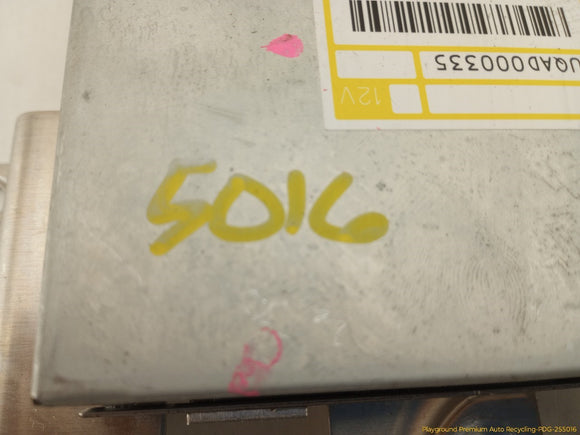 UQAD000335
12V
5016
Playground Premium Auto Recycling-PDG-255016